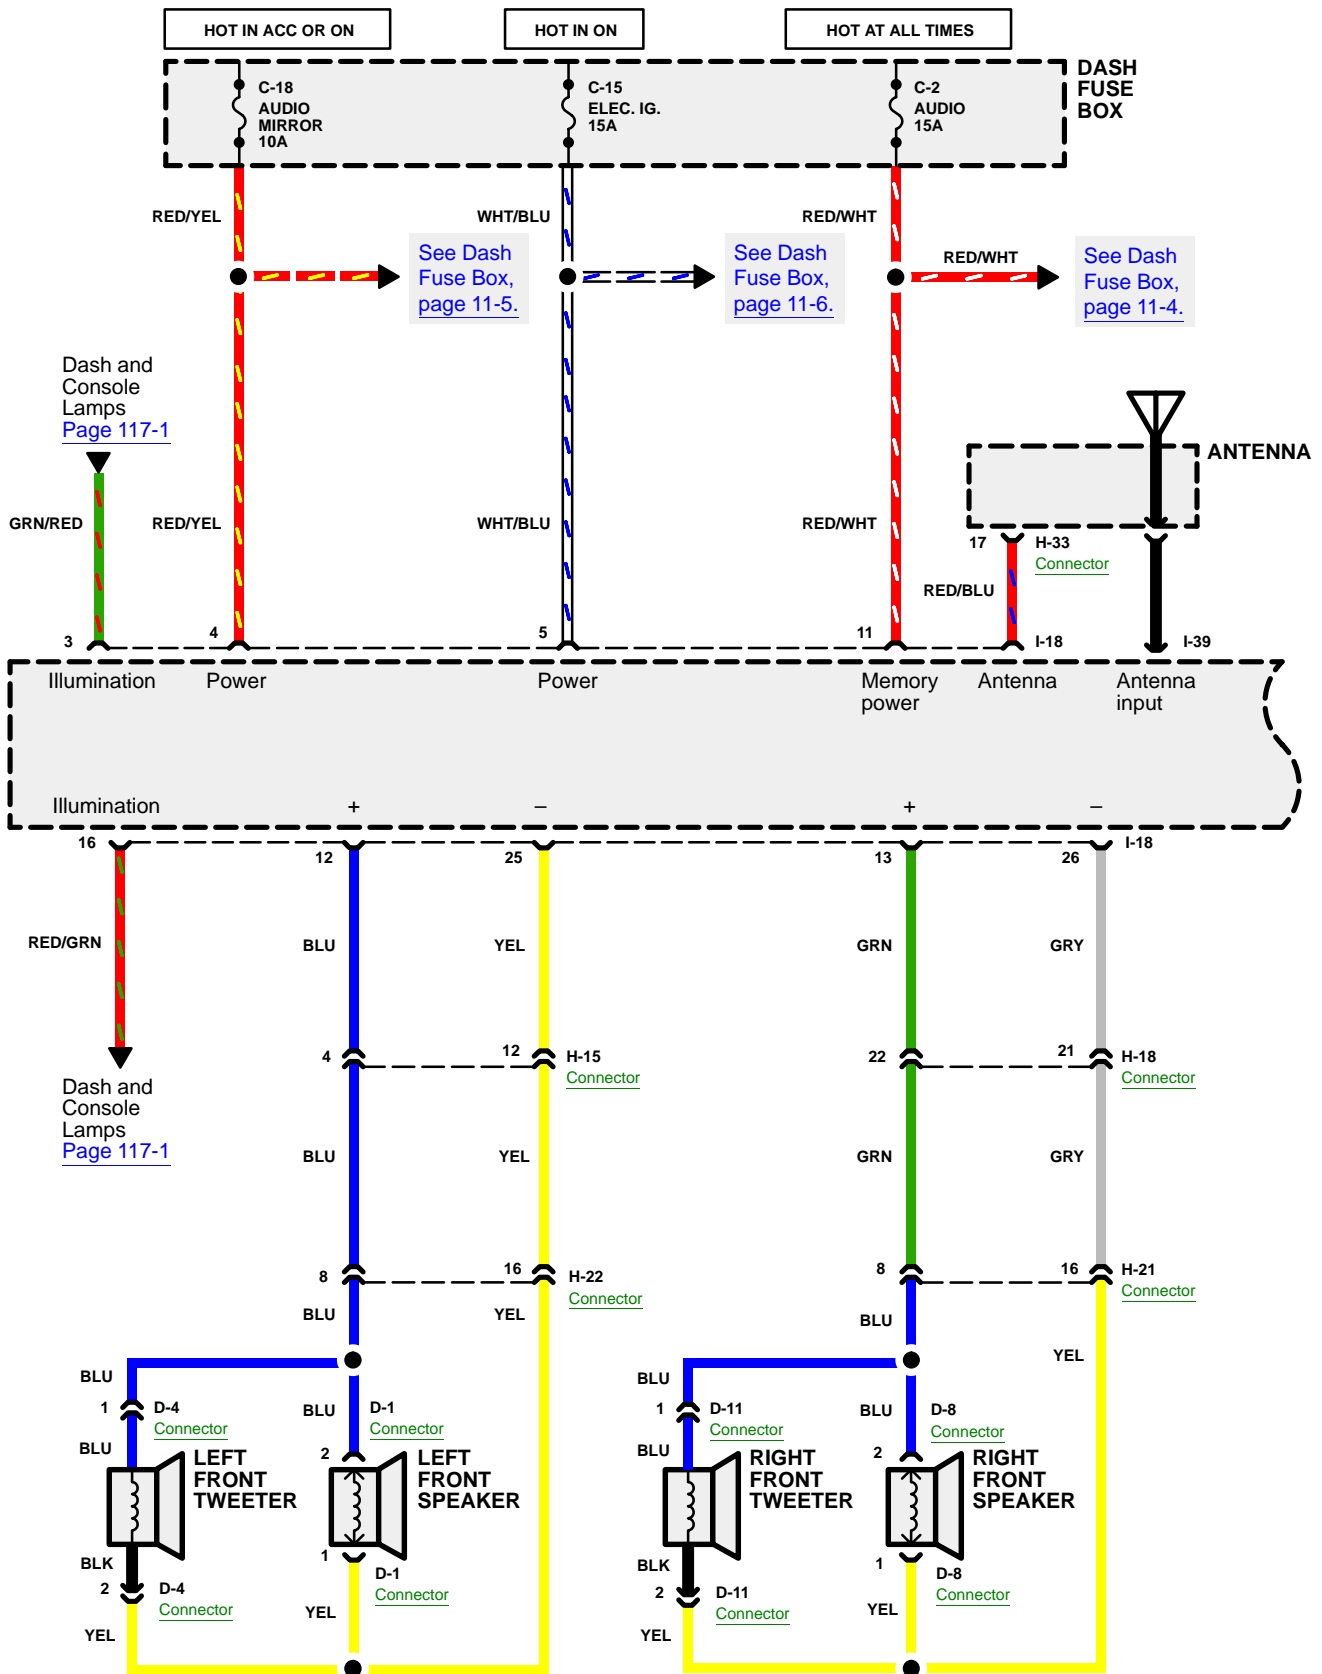 HOT IN ACC OR ON
HOT IN ON
HOT AT ALL TIMES
DASH
FUSE
BOX
C-18
AUDIO
MIRROR
10A
C-15
ELEC. IG.
15A
C-2
AUDIO
15A
RED/YEL
WHT/BLU
RED/WHT
RED/WHT
See Dash
Fuse Box,
page 11-5.
See Dash
Fuse Box,
page 11-6.
See Dash
Fuse Box,
page 11-4.
Dash and
Console
Lamps
Page 117-1
ANTENNA
GRN/RED
RED/YEL
WHT/BLU
RED/WHT
17
H-33
Connector
RED/BLU
3
4
5
11
I-18
I-39
Illumination
Power
Power
Memory
power
Antenna
Antenna
input
Illumination
+
–
+
–
16
12
25
13
26
I-18
RED/GRN
BLU
YEL
GRN
GRY
4
12
H-15
Connector
22
21
H-18
Connector
Dash and
Console
Lamps
Page 117-1
BLU
YEL
GRN
GRY
8
16
H-22
Connector
8
16
H-21
Connector
BLU
YEL
BLU
YEL
BLU
BLU
1
D-4
Connector
BLU
D-1
Connector
1
D-11
Connector
BLU
D-8
Connector
BLU
2
BLU
2
LEFT
FRONT
TWEETER
LEFT
FRONT
SPEAKER
RIGHT
FRONT
TWEETER
RIGHT
FRONT
SPEAKER
BLK
1
BLK
1
2
D-4
Connector
D-1
Connector
2
D-11
Connector
D-8
Connector
YEL
YEL
YEL
YEL